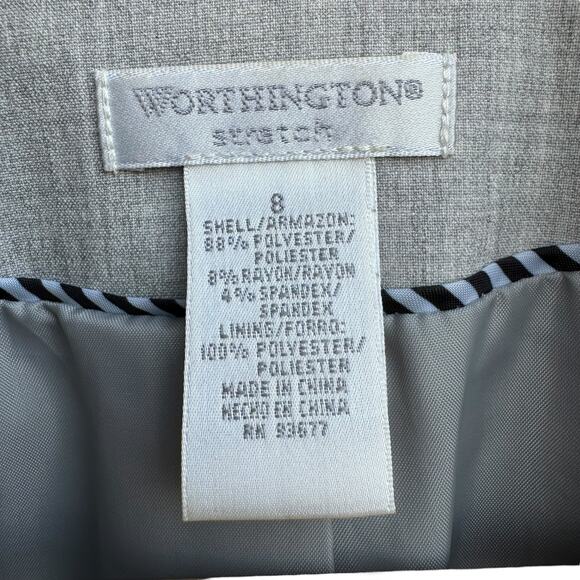 WORTHINGTON®
stretch
8
SHELL/ARMAZON:
88% POLYESTER/
POLIESTER
8% RAYON/RAYON
4% SPANDEX/
SPANDEX
LINING/FORRO:
100% POLYESTER/
POLIESTER
MADE IN CHINA
HECHO EN CHINA
RN 93677